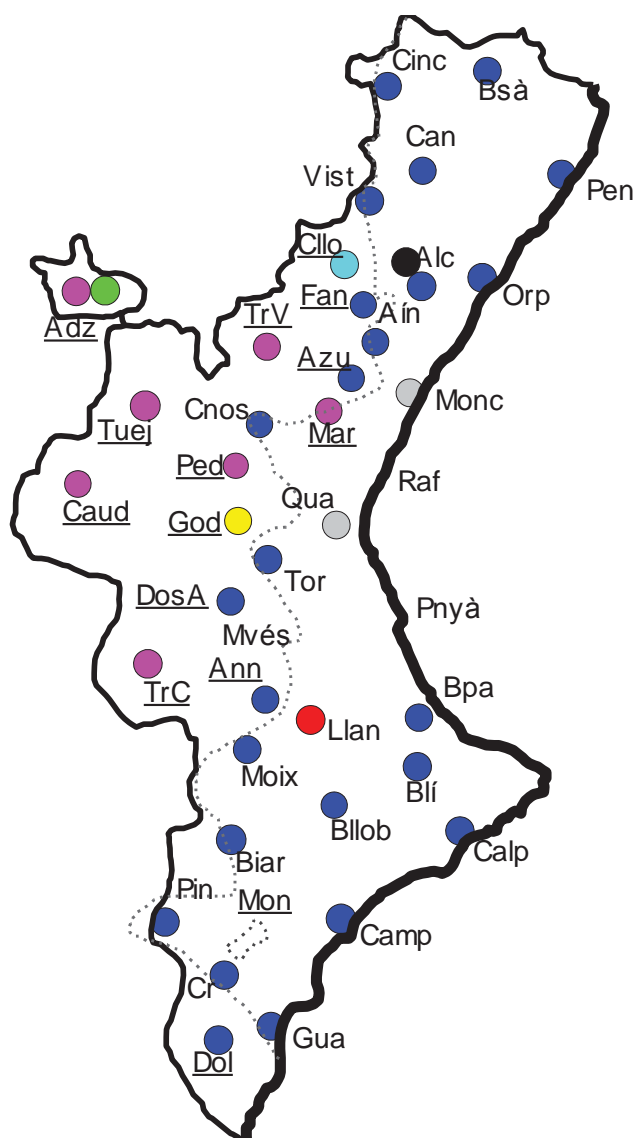 Cinc
Bsà
Can
Pen
Vist
Cllo
Alc
Orp
Fan
Aín
Adz
TrV
Azu
Monc
Tuej
Cnos
Mar
Raf
Ped
Caud
Qua
God
Tor
Pnyà
DosA
Mvés
Ann
TrC
Bpa
Llan
Moix
Blí
Bllob
Calp
Biar
Pin
Mon
Camp
Cr
Gua
Dol